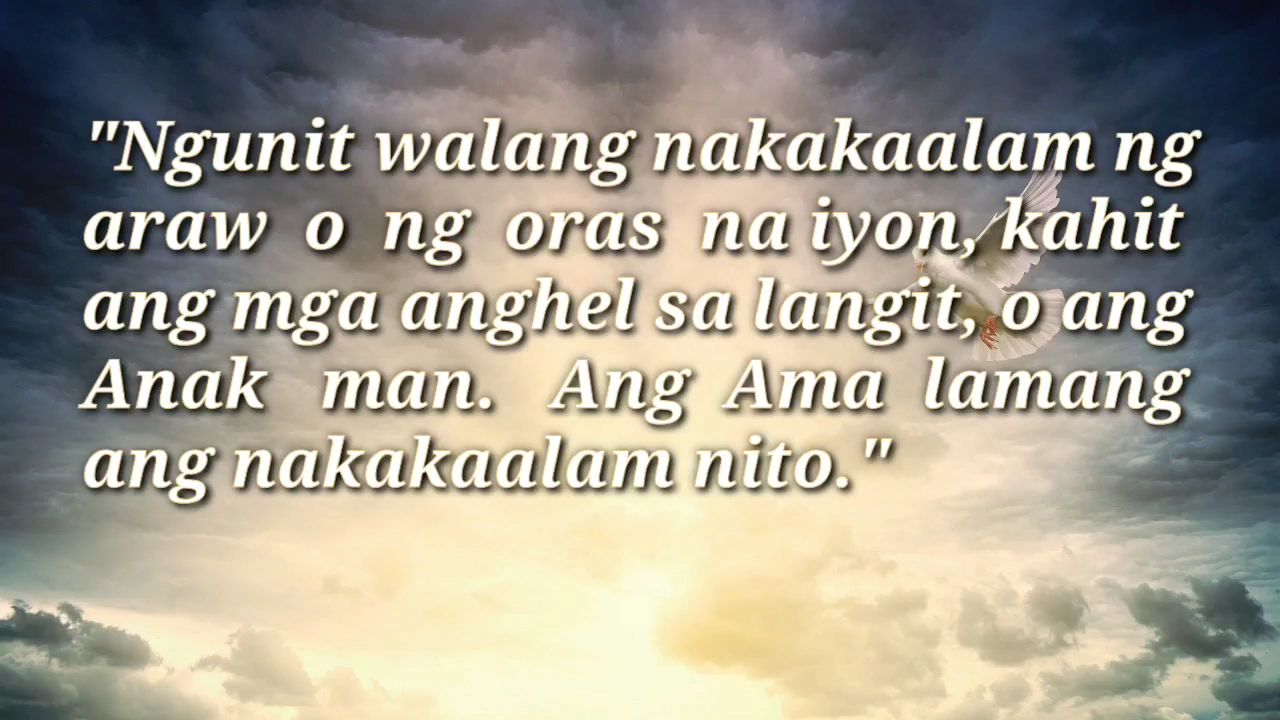 "Ngunit walang nakakaalam ng
araw o ng oras na iyon, kahit
ang mga anghel sa langit, o ang
Anak man. Ang Ama lamang
ang nakakaalam nito."